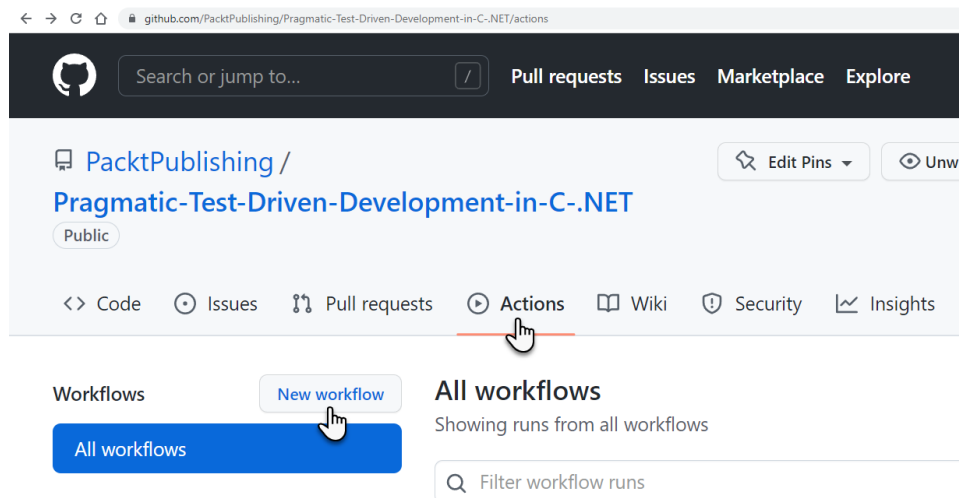 github.com/PacktPublishing/Pragmatic-Test-Driven-Development-in-C-.NET/actions
Search or jump to... / Pull requests Issues Marketplace Explore
PacktPublishing / Edit Pins Unw
Pragmatic-Test-Driven-Development-in-C-.NET
Public
<> Code Issues Pull requests Actions Wiki Security Insights
Workflows New workflow All workflows
Showing runs from all workflows
All workflows
Filter workflow runs